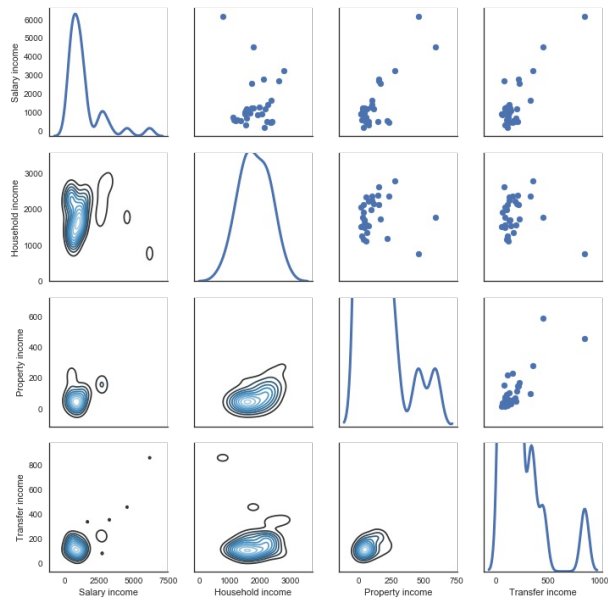 6000
5000
4000
3000
2000
1000
0
Salary income
3000
2000
1000
0
Household income
600
400
200
0
Property income
800
600
400
200
0
Transfer income
0 2500 5000 7500
Salary income
0 1000 2000 3000
Household income
0 250 500 750
Property income
0 500 1000
Transfer income